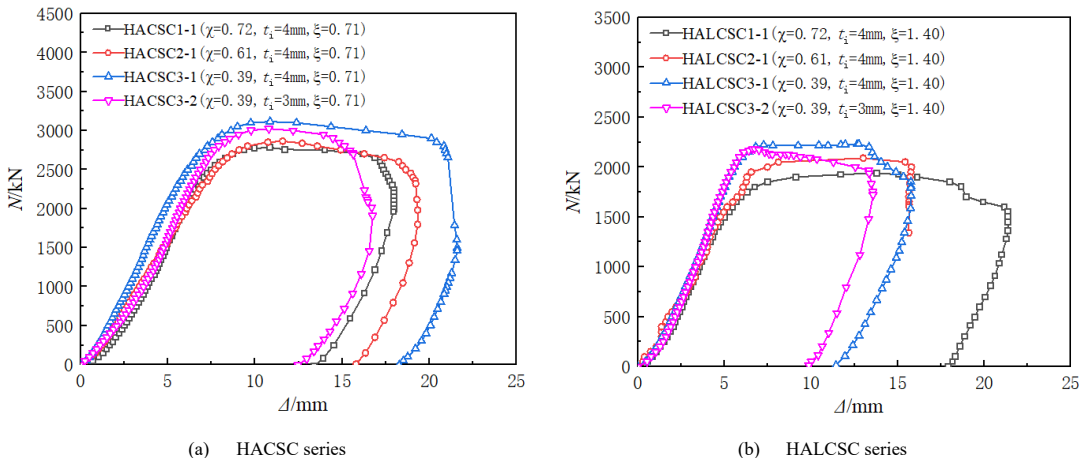 4500
4000
3500
3000
2500
2000
1500
1000
500
0
N/kN
HACSC1-1(χ=0.72, ti=4mm,ξ=0.71)
HACSC2-1(χ=0.61, ti=4mm,ξ=0.71)
HACSC3-1(χ=0.39, ti=4mm,ξ=0.71)
HACSC3-2(χ=0.39, ti=3mm,ξ=0.71)
0 5 10 15 20 25
Δ/mm
(a) HACSC series
3500
3000
2500
2000
1500
1000
500
0
N/kN
HALCSC1-1(χ=0.72, ti=4mm,ξ=1.40)
HALCSC2-1(χ=0.61, ti=4mm,ξ=1.40)
HALCSC3-1(χ=0.39, ti=4mm,ξ=1.40)
HALCSC3-2(χ=0.39, ti=3mm,ξ=1.40)
0 5 10 15 20 25
Δ/mm
(b) HALCSC series